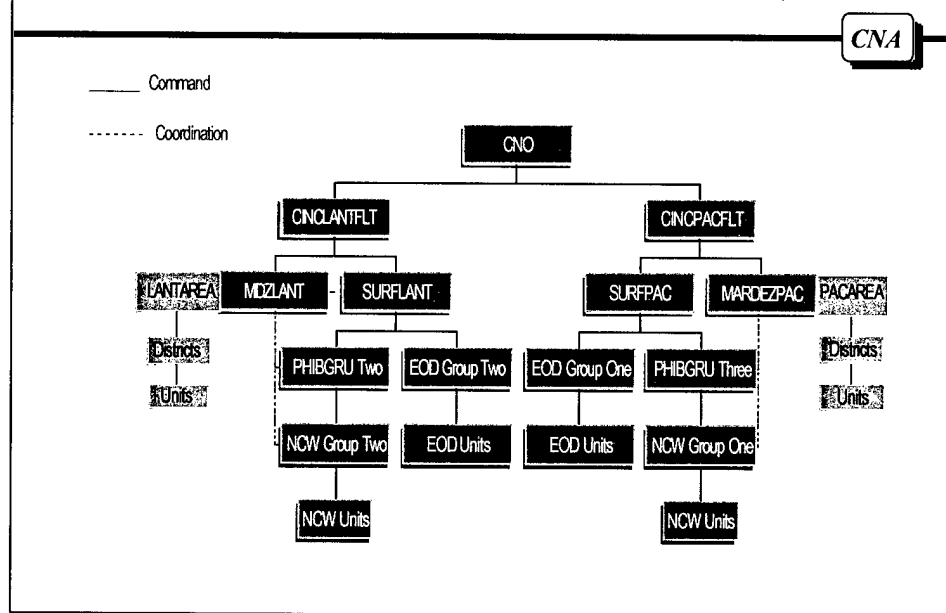 CNA
Command
Coordination
CNO
CINCLANTFLT CINCPACFLT
LANTAREA MDZLANT SURFLANT SURFPAC MARDEZPAC PACAREA
Districts PHIBGRU Two EOD Group Two EOD Group One PHIBGRU Three Districts
Units NCW Group Two EOD Units EOD Units NCW Group One Units
NCW Units NCW Units